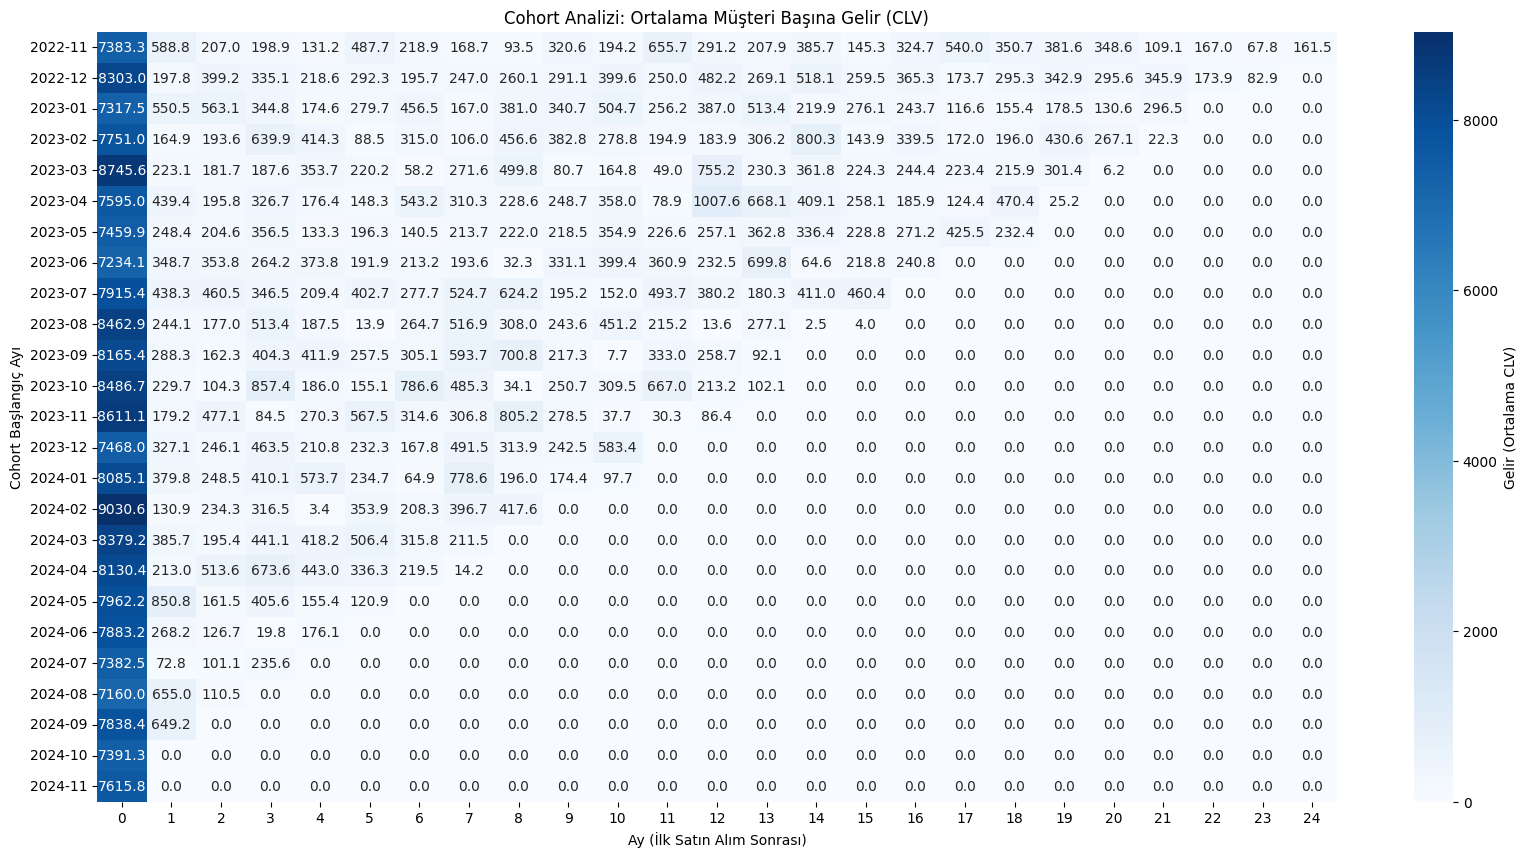 Cohort Analizi: Ortalama Müşteri Başına Gelir (CLV)
Cohort Başlangıç Ayı
2022-11 7383.3 588.8 207.0 198.9 131.2 487.7 218.9 168.7 93.5 320.6 194.2 655.7 291.2 207.9 385.7 145.3 324.7 540.0 350.7 381.6 348.6 109.1 167.0 67.8 161.5
2022-12 8303.0 197.8 399.2 335.1 218.6 292.3 195.7 247.0 260.1 291.1 399.6 250.0 482.2 269.1 518.1 259.5 365.3 173.7 295.3 342.9 295.6 345.9 173.9 82.9 0.0
2023-01 7317.5 550.5 563.1 344.8 174.6 279.7 456.5 167.0 381.0 340.7 504.7 256.2 387.0 513.4 219.9 276.1 243.7 116.6 155.4 178.5 130.6 296.5 0.0 0.0 0.0
2023-02 7751.0 164.9 193.6 639.9 414.3 88.5 315.0 106.0 456.6 382.8 278.8 194.9 183.9 306.2 800.3 143.9 339.5 172.0 196.0 430.6 267.1 22.3 0.0 0.0 0.0
2023-03 8745.6 223.1 181.7 187.6 353.7 220.2 58.2 271.6 499.8 80.7 164.8 49.0 755.2 230.3 361.8 224.3 244.4 223.4 215.9 301.4 6.2 0.0 0.0 0.0 0.0
2023-04 7595.0 439.4 195.8 326.7 176.4 148.3 543.2 310.3 228.6 248.7 358.0 78.9 1007.6 668.1 409.1 258.1 185.9 124.4 470.4 25.2 0.0 0.0 0.0 0.0 0.0
2023-05 7459.9 248.4 204.6 356.5 133.3 196.3 140.5 213.7 222.0 218.5 354.9 226.6 257.1 362.8 336.4 228.8 271.2 425.5 232.4 0.0 0.0 0.0 0.0 0.0 0.0
2023-06 7234.1 348.7 353.8 264.2 373.8 191.9 213.2 193.6 32.3 331.1 399.4 360.9 232.5 699.8 64.6 218.8 240.8 0.0 0.0 0.0 0.0 0.0 0.0 0.0 0.0
2023-07 7915.4 438.3 460.5 346.5 209.4 402.7 277.7 524.7 624.2 195.2 152.0 493.7 380.2 180.3 411.0 460.4 0.0 0.0 0.0 0.0 0.0 0.0 0.0 0.0 0.0
2023-08 8462.9 244.1 177.0 513.4 187.5 13.9 264.7 516.9 308.0 243.6 451.2 215.2 13.6 277.1 2.5 4.0 0.0 0.0 0.0 0.0 0.0 0.0 0.0 0.0 0.0
2023-09 8165.4 288.3 162.3 404.3 411.9 257.5 305.1 593.7 700.8 217.3 7.7 333.0 258.7 92.1 0.0 0.0 0.0 0.0 0.0 0.0 0.0 0.0 0.0 0.0 0.0
2023-10 8486.7 229.7 104.3 857.4 186.0 155.1 786.6 485.3 34.1 250.7 309.5 667.0 213.2 102.1 0.0 0.0 0.0 0.0 0.0 0.0 0.0 0.0 0.0 0.0 0.0
2023-11 8611.1 179.2 477.1 84.5 270.3 567.5 314.6 306.8 805.2 278.5 37.7 30.3 86.4 0.0 0.0 0.0 0.0 0.0 0.0 0.0 0.0 0.0 0.0 0.0 0.0
2023-12 7468.0 327.1 246.1 463.5 210.8 232.3 167.8 491.5 313.9 242.5 583.4 0.0 0.0 0.0 0.0 0.0 0.0 0.0 0.0 0.0 0.0 0.0 0.0 0.0 0.0
2024-01 8085.1 379.8 248.5 410.1 573.7 234.7 64.9 778.6 196.0 174.4 97.7 0.0 0.0 0.0 0.0 0.0 0.0 0.0 0.0 0.0 0.0 0.0 0.0 0.0 0.0
2024-02 9030.6 130.9 234.3 316.5 3.4 353.9 208.3 396.7 417.6 0.0 0.0 0.0 0.0 0.0 0.0 0.0 0.0 0.0 0.0 0.0 0.0 0.0 0.0 0.0 0.0
2024-03 8379.2 385.7 195.4 441.1 418.2 506.4 315.8 211.5 0.0 0.0 0.0 0.0 0.0 0.0 0.0 0.0 0.0 0.0 0.0 0.0 0.0 0.0 0.0 0.0 0.0
2024-04 8130.4 213.0 513.6 673.6 443.0 336.3 219.5 14.2 0.0 0.0 0.0 0.0 0.0 0.0 0.0 0.0 0.0 0.0 0.0 0.0 0.0 0.0 0.0 0.0 0.0
2024-05 7962.2 850.8 161.5 405.6 155.4 120.9 0.0 0.0 0.0 0.0 0.0 0.0 0.0 0.0 0.0 0.0 0.0 0.0 0.0 0.0 0.0 0.0 0.0 0.0 0.0
2024-06 7883.2 268.2 126.7 19.8 176.1 0.0 0.0 0.0 0.0 0.0 0.0 0.0 0.0 0.0 0.0 0.0 0.0 0.0 0.0 0.0 0.0 0.0 0.0 0.0 0.0
2024-07 7382.5 72.8 101.1 235.6 0.0 0.0 0.0 0.0 0.0 0.0 0.0 0.0 0.0 0.0 0.0 0.0 0.0 0.0 0.0 0.0 0.0 0.0 0.0 0.0 0.0
2024-08 7160.0 655.0 110.5 0.0 0.0 0.0 0.0 0.0 0.0 0.0 0.0 0.0 0.0 0.0 0.0 0.0 0.0 0.0 0.0 0.0 0.0 0.0 0.0 0.0 0.0
2024-09 7838.4 649.2 0.0 0.0 0.0 0.0 0.0 0.0 0.0 0.0 0.0 0.0 0.0 0.0 0.0 0.0 0.0 0.0 0.0 0.0 0.0 0.0 0.0 0.0 0.0
2024-10 7391.3 0.0 0.0 0.0 0.0 0.0 0.0 0.0 0.0 0.0 0.0 0.0 0.0 0.0 0.0 0.0 0.0 0.0 0.0 0.0 0.0 0.0 0.0 0.0 0.0
2024-11 7615.8 0.0 0.0 0.0 0.0 0.0 0.0 0.0 0.0 0.0 0.0 0.0 0.0 0.0 0.0 0.0 0.0 0.0 0.0 0.0 0.0 0.0 0.0 0.0 0.0
0 1 2 3 4 5 6 7 8 9 10 11 12 13 14 15 16 17 18 19 20 21 22 23 24
Ay (İlk Satın Alım Sonrası)
8000
6000
4000
2000
0
Gelir (Ortalama CLV)